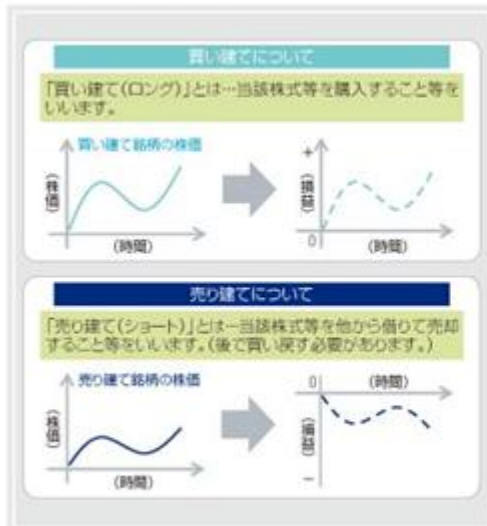 買い建てについて
「買い建て(ロング)」とは…当該株式等を購入すること等を
いいます。
買い建て銘柄の株価
(株価)
(時間)
+
(損益)
0
(時間)
売り建てについて
「売り建て(ショート)」とは…当該株式等を他から借りて売却
すること等をいいます。(後で買い戻す必要があります。)
売り建て銘柄の株価
(株価)
(時間)
0
(時間)
(損益)
−